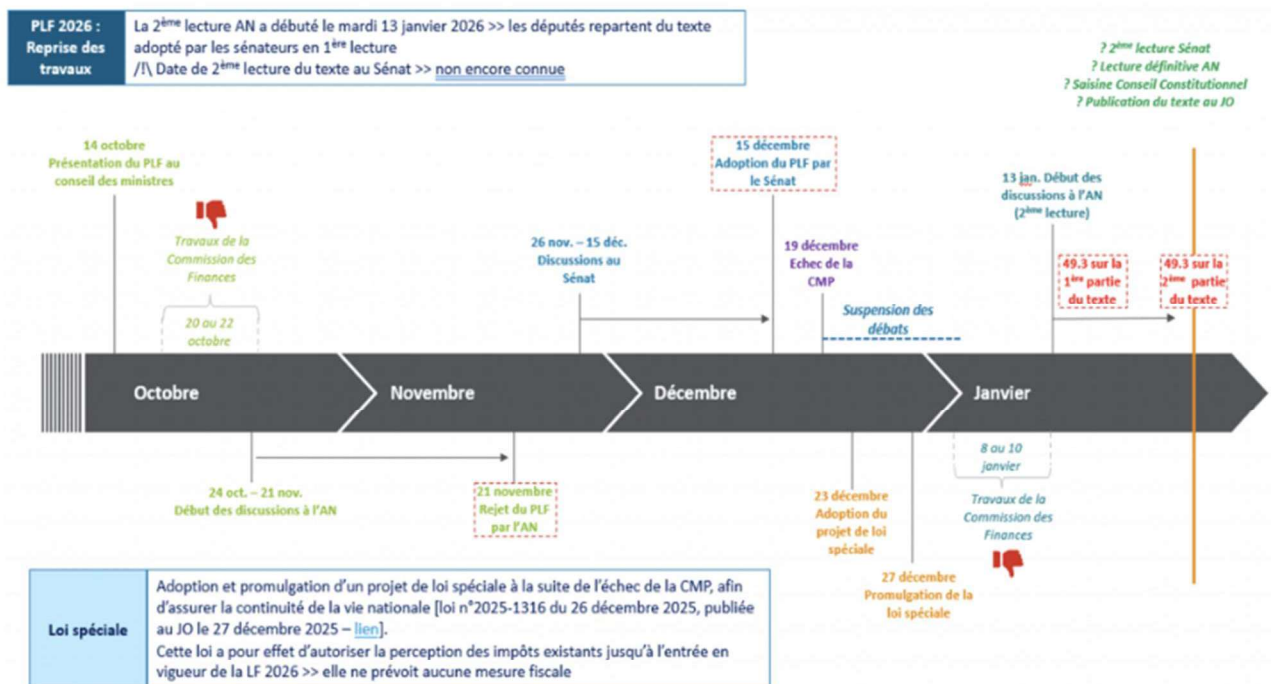 PLF 2026 :
Reprise des
travaux
La 2ème lecture AN a débuté le mardi 13 janvier 2026 >> les députés repartent du texte
adopté par les sénateurs en 1ère lecture
/!\ Date de 2ème lecture du texte au Sénat >> non encore connue
? 2ème lecture Sénat
? Lecture définitive AN
? Saisine Conseil Constitutionnel
? Publication du texte au JO
14 octobre
Présentation du PLF au
conseil des ministres
Travaux de la
Commission des
Finances
20 au 22
octobre
26 nov. – 15 déc.
Discussions au
Sénat
15 décembre
Adoption du PLF par
le Sénat
19 décembre
Echec de la
CMP
Suspension des
débats
13 jan. Début des
discussions à l'AN
(2ème lecture)
49.3 sur la
1ère partie
du texte
49.3 sur la
2ème partie
du texte
Octobre
Novembre
Décembre
Janvier
24 oct. – 21 nov.
Début des discussions à l'AN
21 novembre
Rejet du PLF
par l'AN
23 décembre
Adoption du
projet de loi
spéciale
27 décembre
Promulgation de la
loi spéciale
8 au 10
janvier
Travaux de la
Commission des
Finances
Loi spéciale
Adoption et promulgation d'un projet de loi spéciale à la suite de l'échec de la CMP, afin
d'assurer la continuité de la vie nationale [loi n°2025-1316 du 26 décembre 2025, publiée
au JO le 27 décembre 2025 – lien].
Cette loi a pour effet d'autoriser la perception des impôts existants jusqu'à l'entrée en
vigueur de la LF 2026 >> elle ne prévoit aucune mesure fiscale